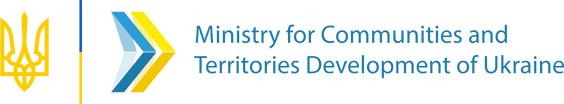 Ministry for Communities and
Territories Development of Ukraine